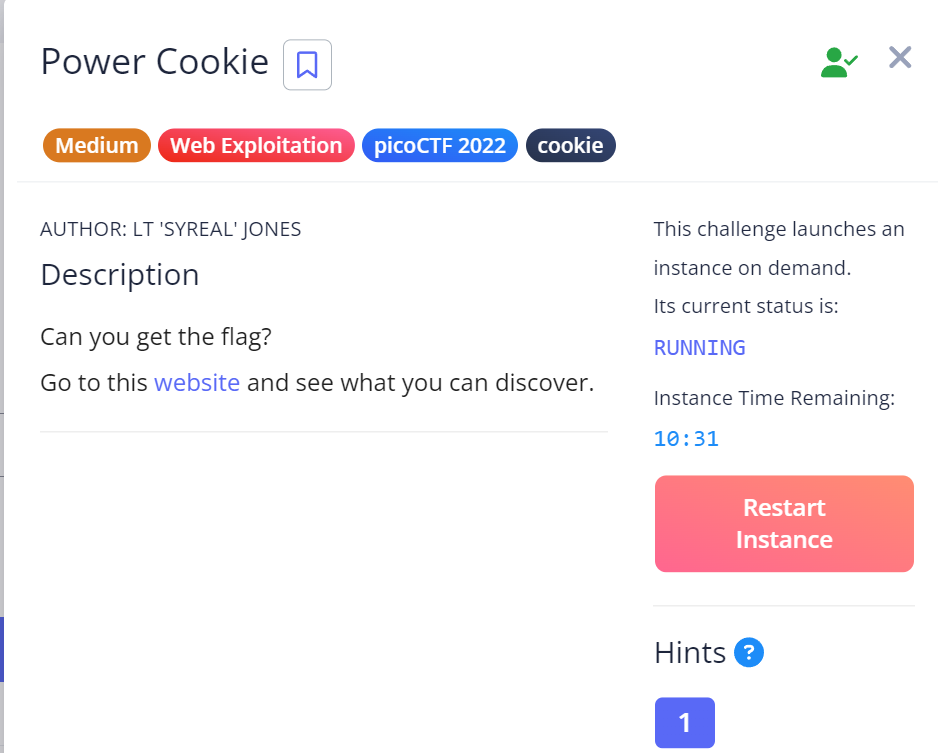 Power Cookie
Medium
Web Exploitation
picoCTF 2022
cookie
AUTHOR: LT 'SYREAL' JONES
Description
Can you get the flag?
Go to this website and see what you can discover.
This challenge launches an
instance on demand.
Its current status is:
RUNNING
Instance Time Remaining:
10:31
Restart
Instance
Hints ?
1